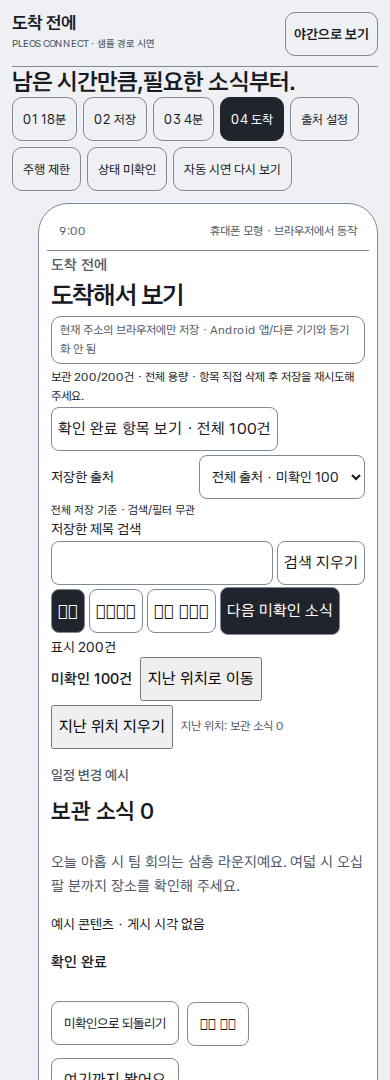 도착 전에
PLEOS CONNECT · 샘플 경로 시연
야간으로 보기
남은 시간만큼,필요한 소식부터.
01 18분
02 저장
03 4분
04 도착
출처 설정
주행 제한
상태 미확인
자동 시연 다시 보기
9:00
휴대폰 모형 · 브라우저에서 동작
도착 전에
도착해서 보기
현재 주소의 브라우저에만 저장 · Android 앱/다른 기기와 동기
화 안 됨
보관 200/200건 · 전체 용량 · 항목 직접 삭제 후 저장을 재시도해
주세요.
확인 완료 항목 보기 · 전체 100건
저장한 출처
전체 출처 · 미확인 100
전체 저장 기준 · 검색/필터 무관
저장한 제목 검색
검색 지우기
다음 미확인 소식
표시 200건
미확인 100건
지난 위치로 이동
지난 위치 지우기
지난 위치: 보관 소식 0
일정 변경 예시
보관 소식 0
오늘 아홉 시 팀 회의는 삼층 라운지예요. 여덟 시 오십
팔 분까지 장소를 확인해 주세요.
예시 콘텐츠 · 게시 시각 없음
확인 완료
미확인으로 되돌리기
여기까지 봤어요